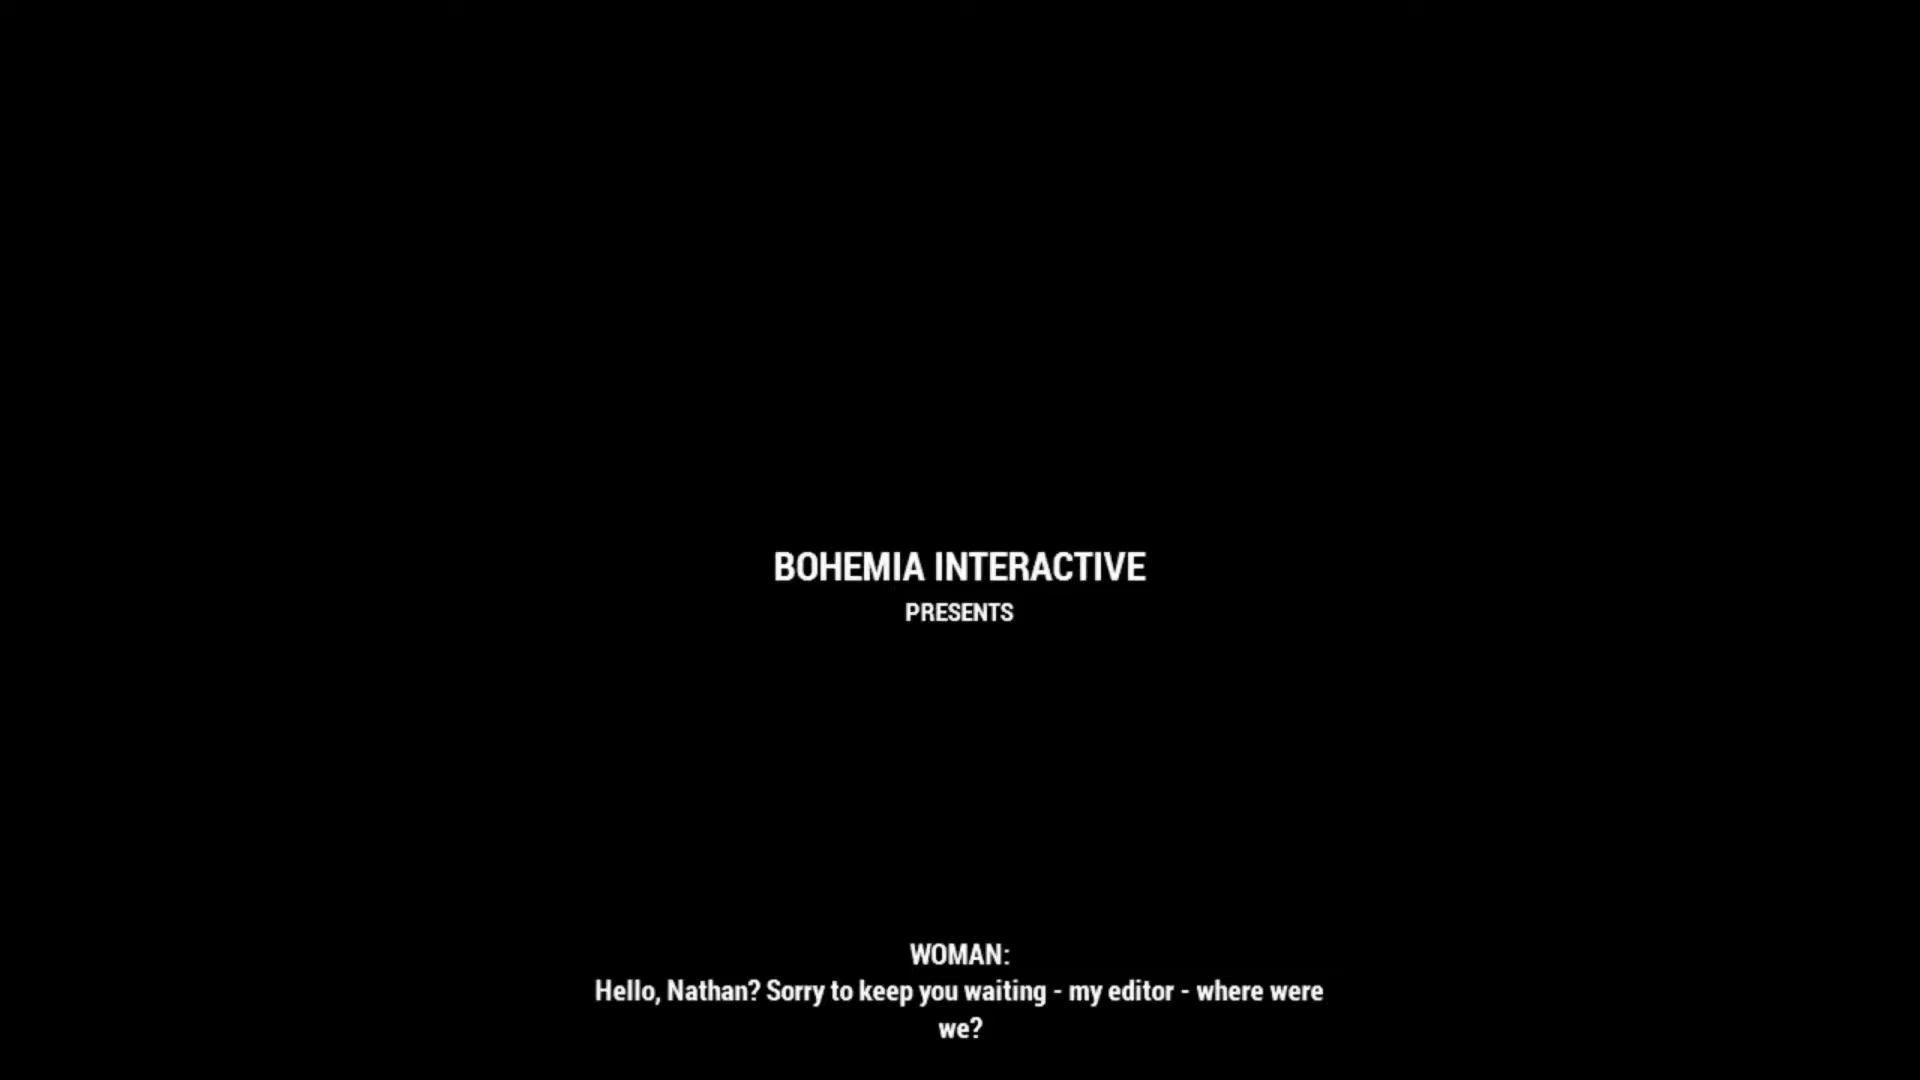 BOHEMIA INTERACTIVE
PRESENTS
WOMAN:
Hello, Nathan? Sorry to keep you waiting - my editor - where were
we?